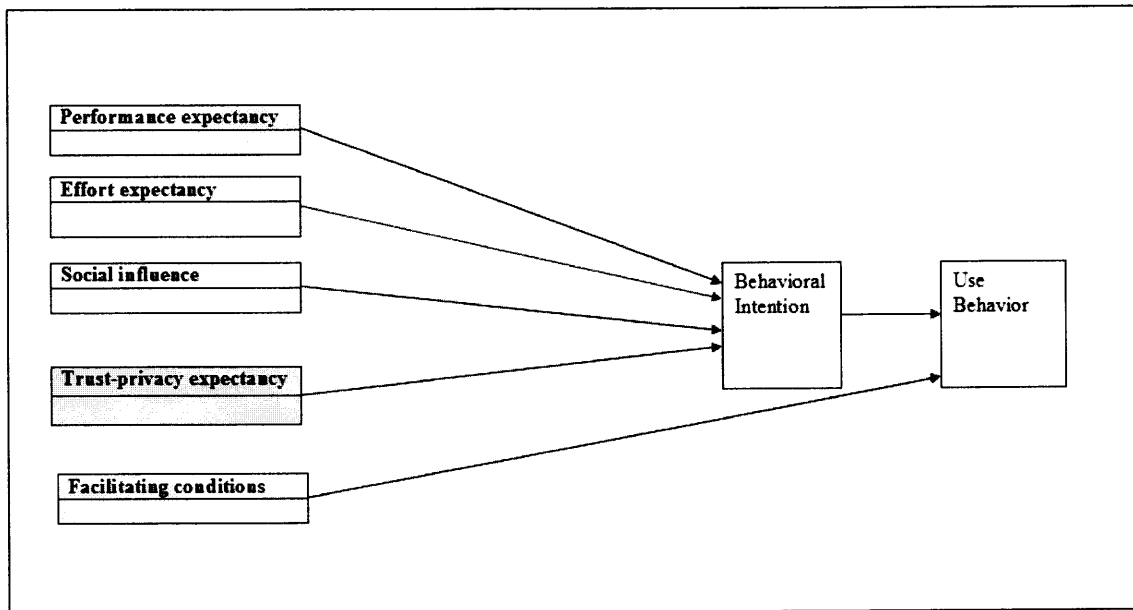 Performance expectancy
Effort expectancy
Social influence
Trust-privacy expectancy
Facilitating conditions
Behavioral
Intention
Use
Behavior